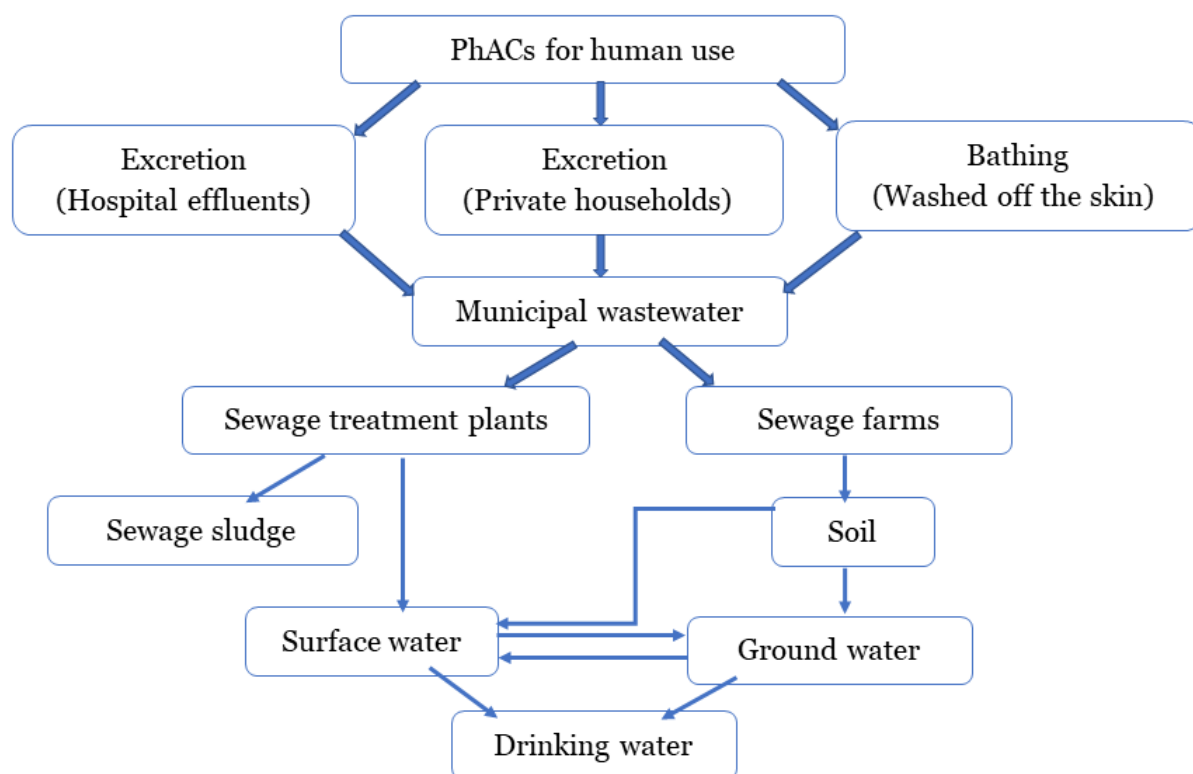 PhACs for human use
Excretion
(Hospital effluents)
Excretion
(Private households)
Bathing
(Washed off the skin)
Municipal wastewater
Sewage treatment plants
Sewage farms
Sewage sludge
Soil
Surface water
Ground water
Drinking water